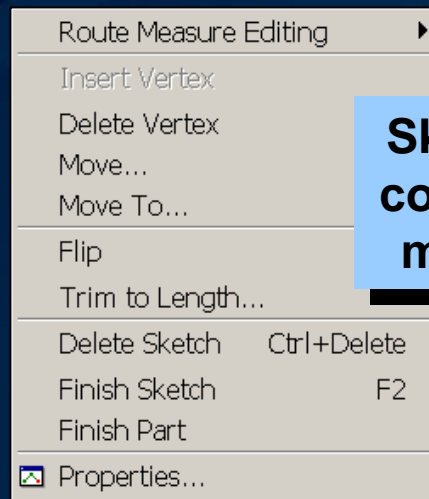 Route Measure Editing
Insert Vertex
Delete Vertex
Move...
Move To...
Flip
Trim to Length...
Delete Sketch Ctrl+Delete
Finish Sketch F2
Finish Part
Properties...